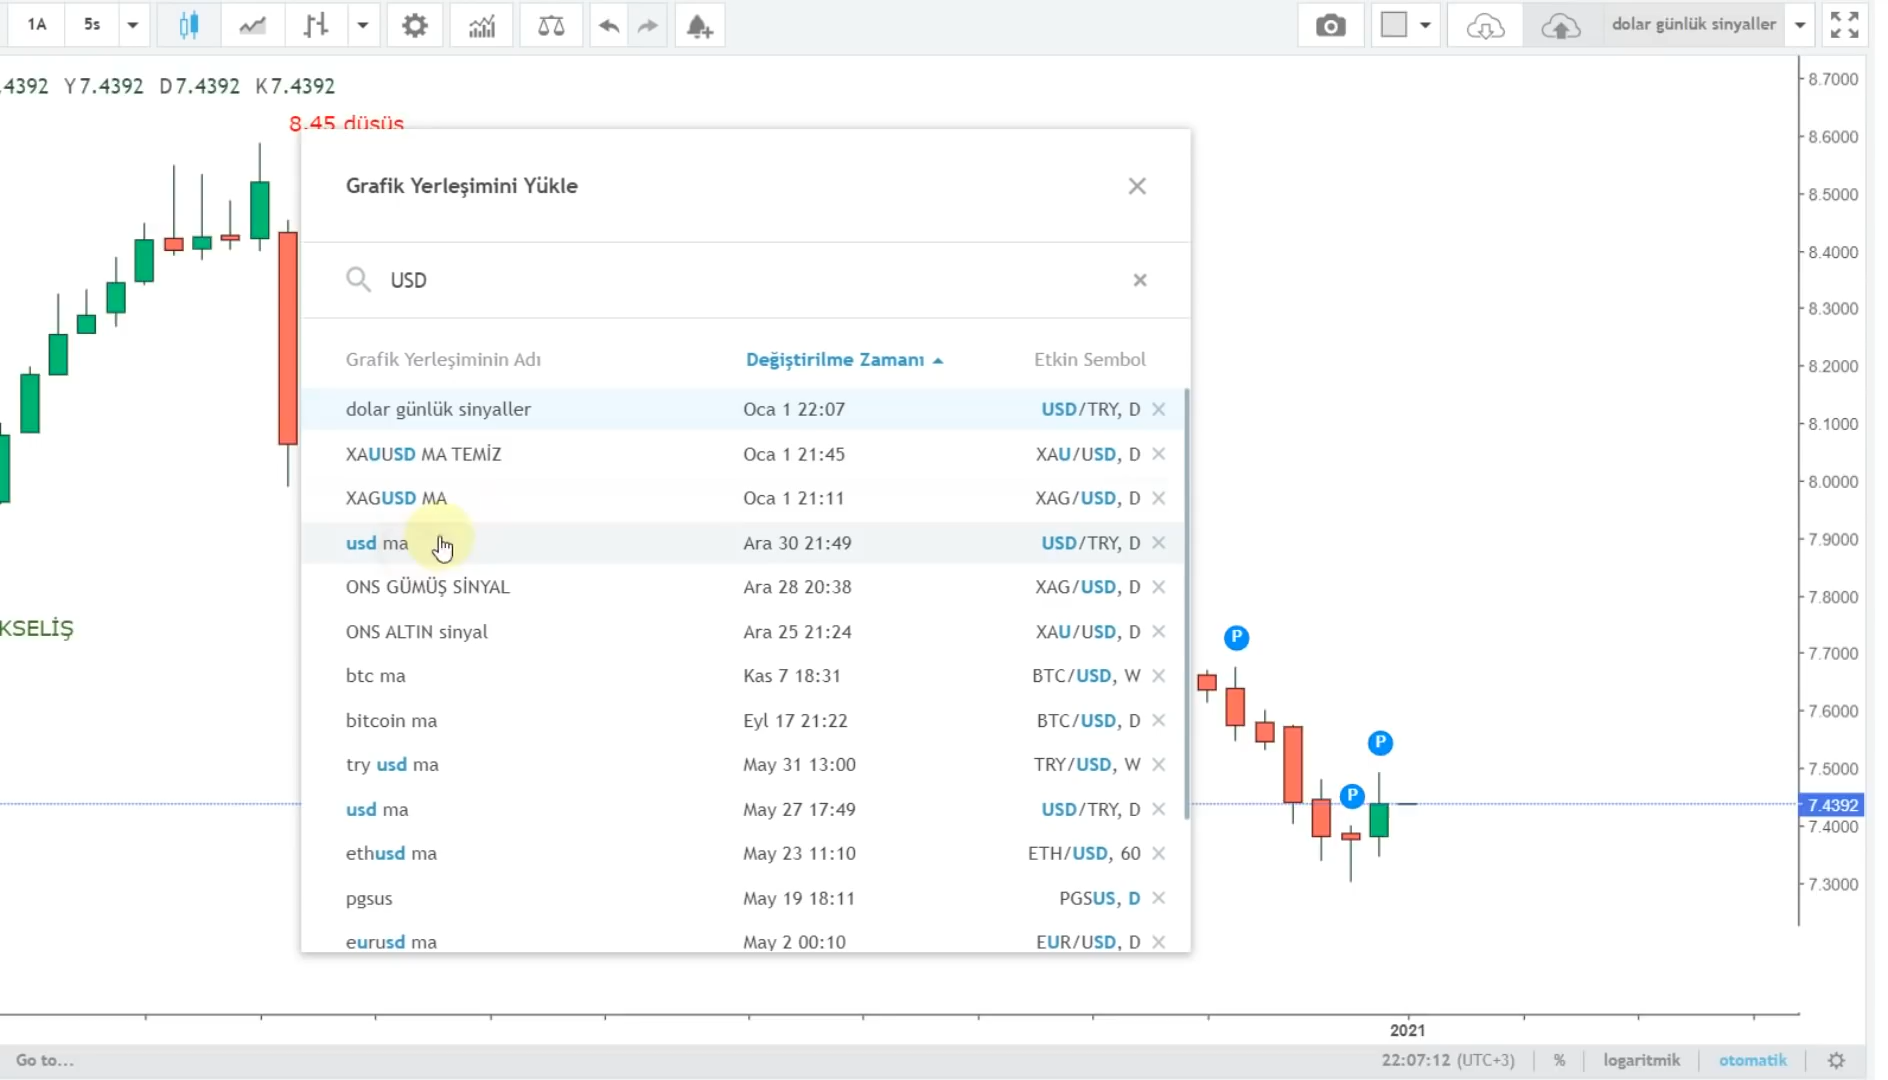 1A 5s dolar günlük sinyaller
.4392 Y7.4392 D7.4392 K7.4392
8.45 düşüş
Grafik Yerleşimini Yükle
USD
Grafik Yerleşiminin Adı Değiştirilme Zamanı Etkin Sembol
dolar günlük sinyaller Oca 1 22:07 USD/TRY, D
XAUUSD MA TEMİZ Oca 1 21:45 XAU/USD, D
XAGUSD MA Oca 1 21:11 XAG/USD, D
usd ma Ara 30 21:49 USD/TRY, D
ONS GÜMÜŞ SİNYAL Ara 28 20:38 XAG/USD, D
ONS ALTIN sinyal Ara 25 21:24 XAU/USD, D
btc ma Kas 7 18:31 BTC/USD, W
bitcoin ma Eyl 17 21:22 BTC/USD, D
try usd ma May 31 13:00 TRY/USD, W
usd ma May 27 17:49 USD/TRY, D
ethusd ma May 23 11:10 ETH/USD, 60
pgsus May 19 18:11 PGSUS, D
eurusd ma May 2 00:10 EUR/USD, D
KSELİŞ
P
P
P
8.7000
8.6000
8.5000
8.4000
8.3000
8.2000
8.1000
8.0000
7.9000
7.8000
7.7000
7.6000
7.5000
7.4392
7.4000
7.3000
2021
Go to... 22:07:12 (UTC+3) % logaritmik otomatik